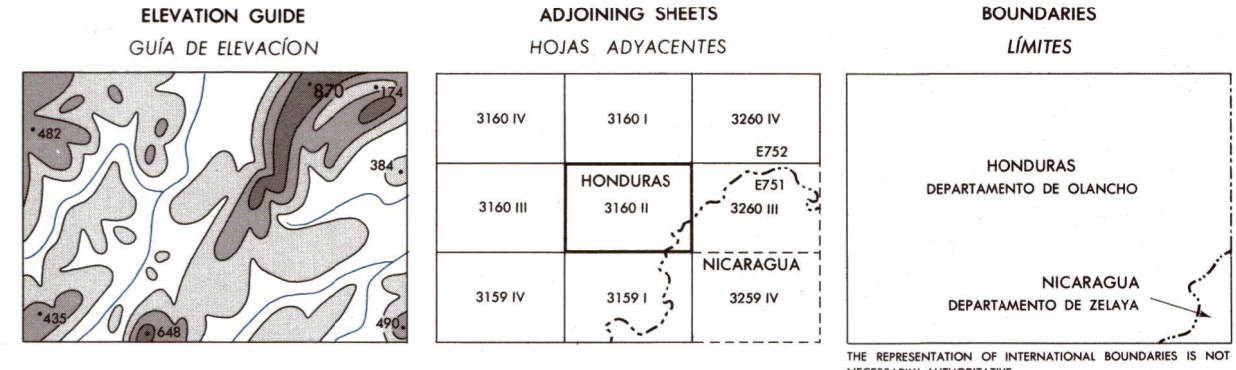 ELEVATION GUIDE
GUÍA DE ELEVACÍON
870
174
482
384
435
648
490
ADJOINING SHEETS
HOJAS ADYACENTES
3160 IV
3160 I
3260 IV
E752
HONDURAS
E751
3160 III
3160 II
3260 III
NICARAGUA
3159 IV
3159 I
3259 IV
BOUNDARIES
LÍMITES
HONDURAS
DEPARTAMENTO DE OLANCHO
NICARAGUA
DEPARTAMENTO DE ZELAYA
THE REPRESENTATION OF INTERNATIONAL BOUNDARIES IS NOT
NECESSARILY AUTHORITATIVE